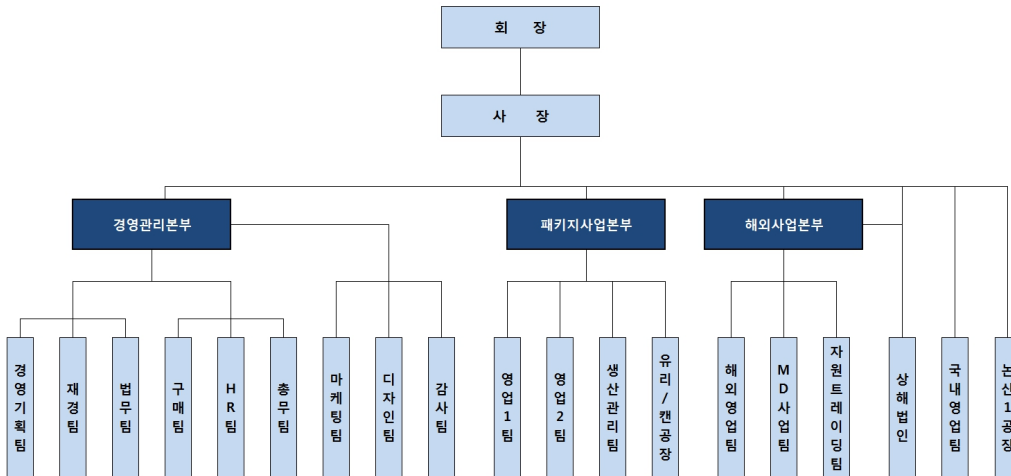 회 장
사 장
경영관리본부
패키지사업본부
해외사업본부
경영기획팀
재경팀
법무팀
구매팀
HR팀
총무팀
마케팅팀
디자인팀
감사팀
영업1팀
영업2팀
생산관리팀
유리/캔공장
해외영업팀
MD사업팀
자원트레이딩팀
상해법인
국내영업팀
논산1공장